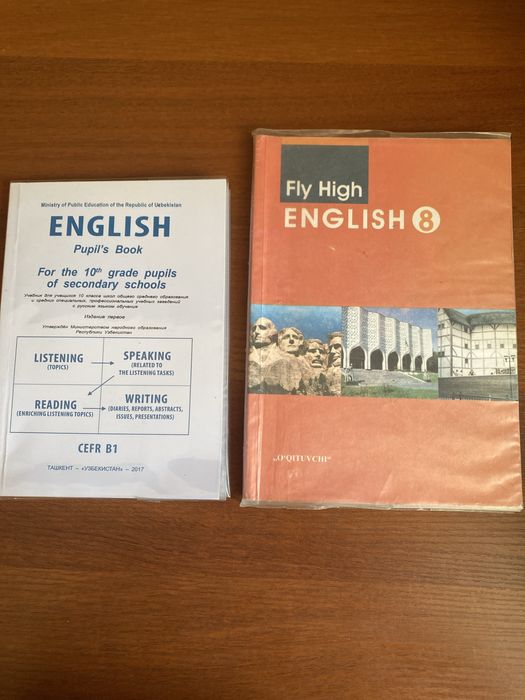 Ministry of Public Education of the Republic of Uzbekistan
ENGLISH
Pupil's Book
For the 10th grade pupils
of secondary schools
Учебник для учащихся 10 класса школ общего среднего образования
и средних специальных, профессиональных учебных заведений
с русским языком обучения
Издание первое
Утверждён Министерством народного образования
Республики Узбекистан
LISTENING
(TOPICS)
SPEAKING
(RELATED TO
THE LISTENING TASKS)
READING
(ENRICHING LISTENING TOPICS)
WRITING
(DIARIES, REPORTS, ABSTRACTS,
ISSUES, PRESENTATIONS)
CEFR B1
ТАШКЕНТ – «УЗБЕКИСТАН» – 2017
Fly High
ENGLISH 8
„O'QITUVCHI"